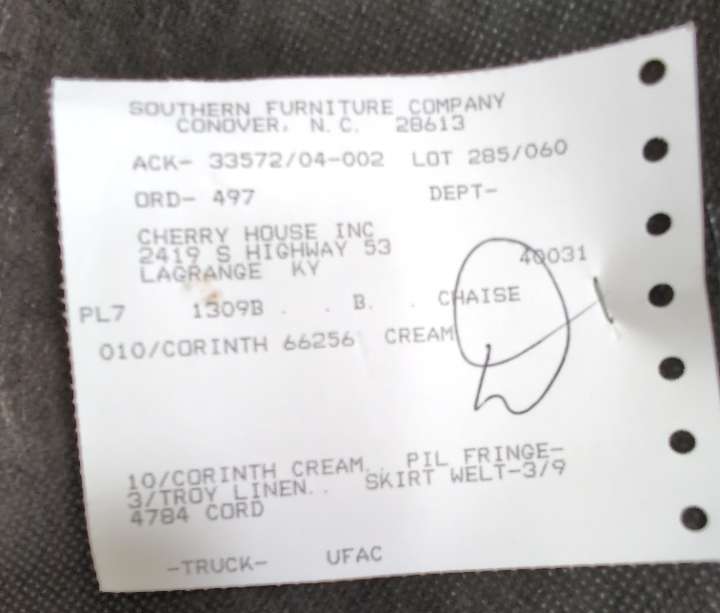 SOUTHERN FURNITURE COMPANY
CONOVER, N.C. 28613
ACK- 33572/04-002 LOT 285/060
ORD- 497 DEPT-
CHERRY HOUSE INC
2419 S HIGHWAY 53
LAGRANGE KY 40031
PL7 1309B . . B. . CHAISE
010/CORINTH 66256 CREAM
10/CORINTH CREAM. . PIL FRINGE-
3/TROY LINEN. . SKIRT WELT-3/9
4784 CORD
-TRUCK- UFAC